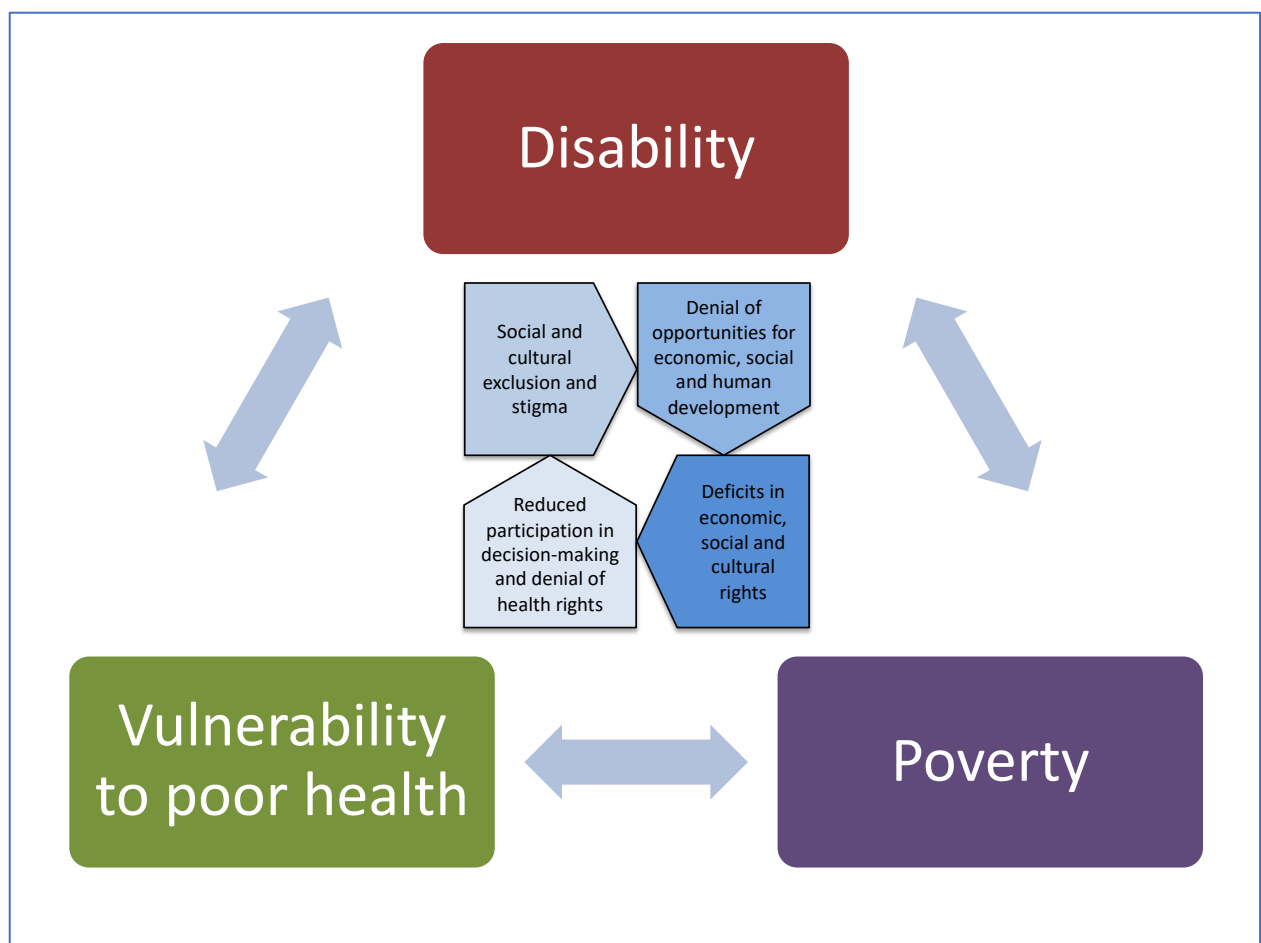 Disability
Social and
cultural
exclusion and
stigma
Denial of
opportunities for
economic, social
and human
development
Reduced
participation in
decision-making
and denial of
health rights
Deficits in
economic,
social and
cultural
rights
Vulnerability
to poor health
Poverty